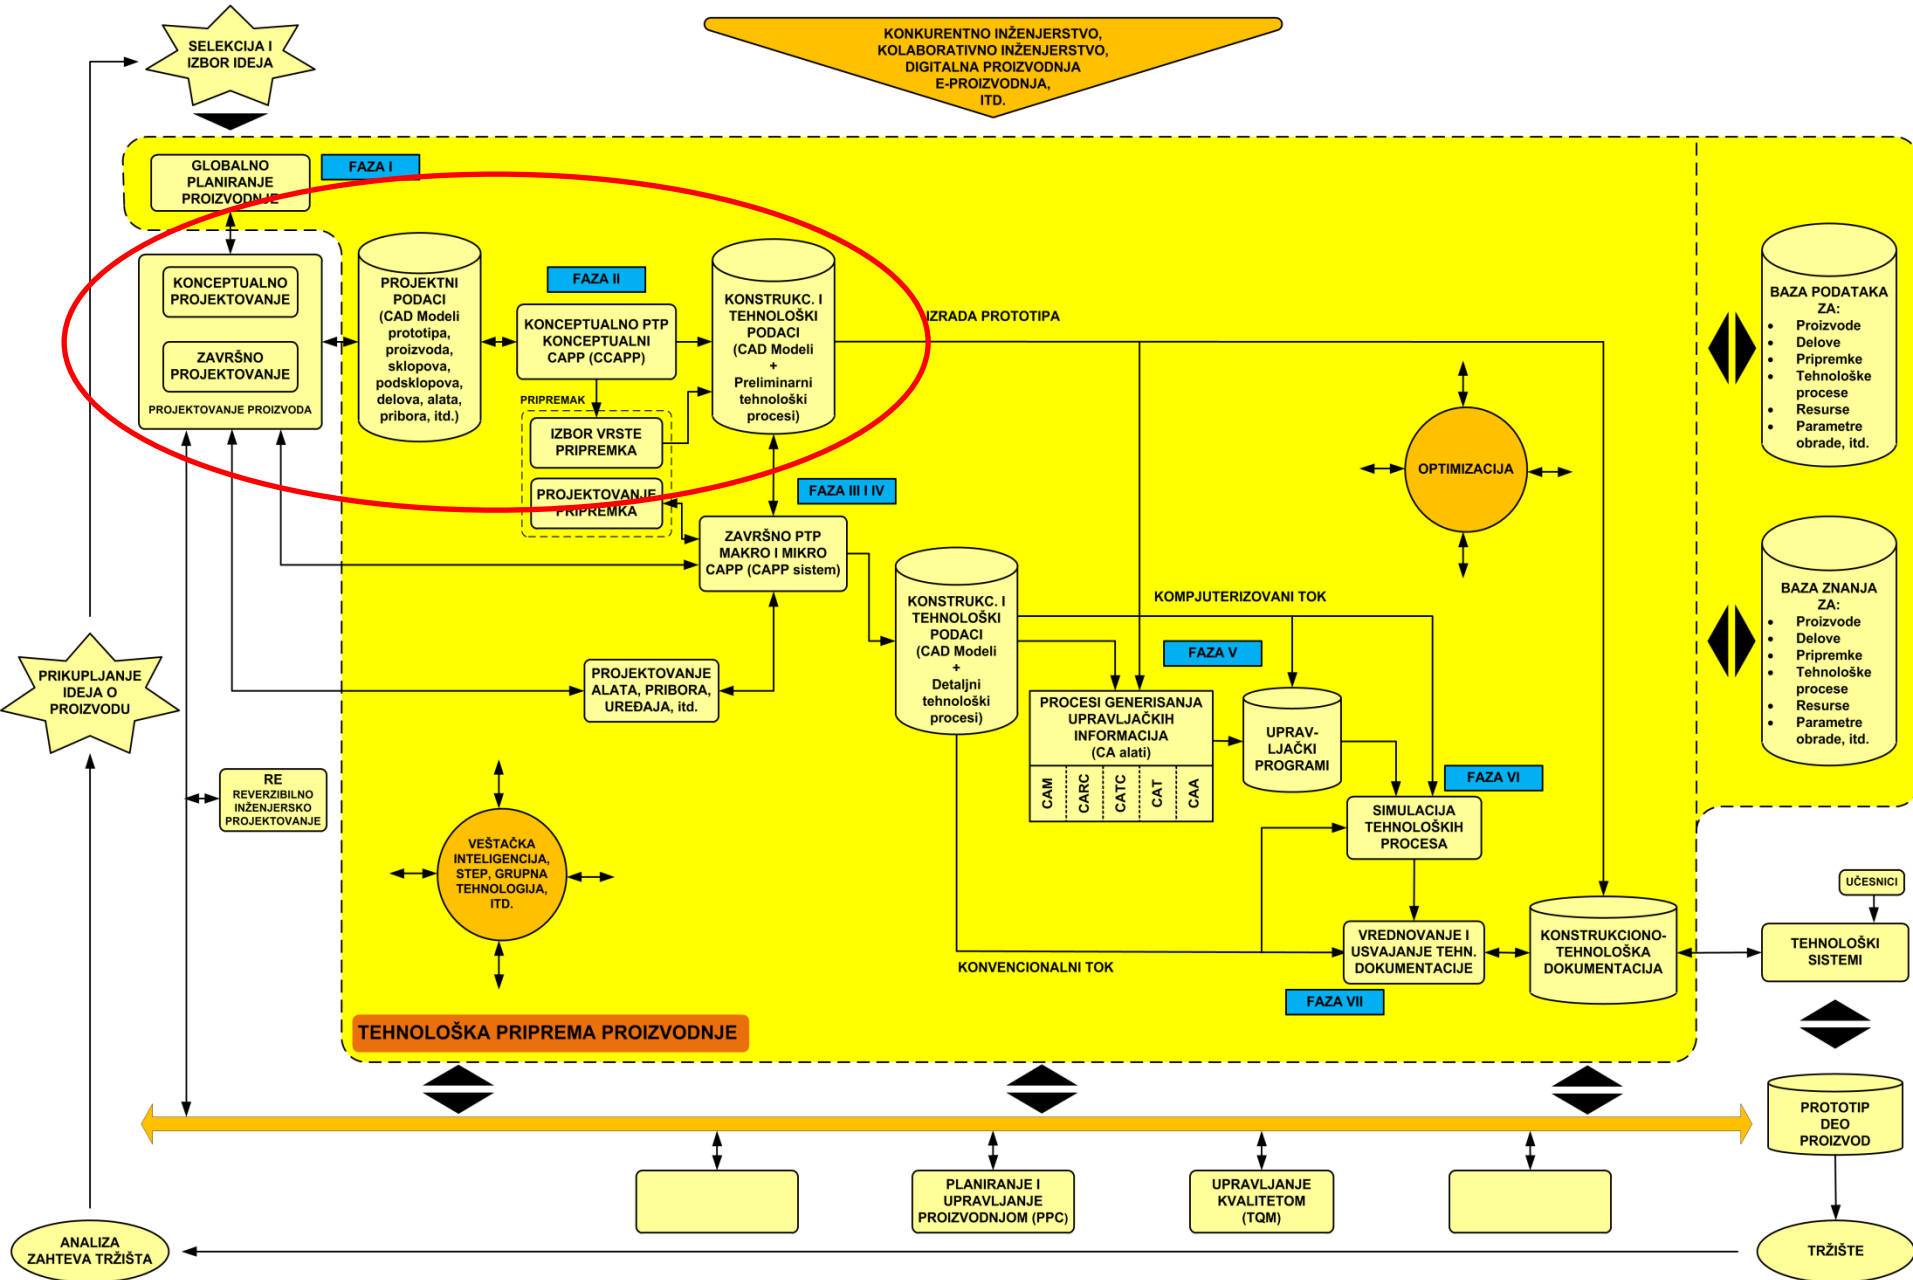 SELEKCIJA I
IZBOR IDEJA
KONKURENTNO INŽENJERSTVO,
KOLABORATIVNO INŽENJERSTVO,
DIGITALNA PROIZVODNJA
E-PROIZVODNJA,
ITD.
GLOBALNO
PLANIRANJE
PROIZVODNJE
FAZA I
KONCEPTUALNO
PROJEKTOVANJE
ZAVRŠNO
PROJEKTOVANJE
PROJEKTOVANJE PROIZVODA
PROJEKTNI
PODACI
(CAD Modeli
prototipa,
proizvoda,
sklopova,
podsklopova,
delova, alata,
pribora, itd.)
FAZA II
KONCEPTUALNO PTP
KONCEPTUALNI
CAPP (CCAPP)
PRIPREMAK
IZBOR VRSTE
PRIPREMKA
PROJEKTOVANJE
PRIPREMKA
KONSTRUKC. I
TEHNOLOŠKI
PODACI
(CAD Modeli
+
Preliminarni
tehnološki
procesi)
IZRADA PROTOTIPA
FAZA III I IV
ZAVRŠNO PTP
MAKRO I MIKRO
CAPP (CAPP sistem)
OPTIMIZACIJA
BAZA PODATAKA
ZA:
• Proizvode
• Delove
• Pripremke
• Tehnološke
procese
• Resurse
• Parametre
obrade, itd.
BAZA ZNANJA
ZA:
• Proizvode
• Delove
• Pripremke
• Tehnološke
procese
• Resurse
• Parametre
obrade, itd.
KONSTRUKC. I
TEHNOLOŠKI
PODACI
(CAD Modeli
+
Detaljni
tehnološki
procesi)
KOMPJUTERIZOVANI TOK
FAZA V
PRIKUPLJANJE
IDEJA O
PROIZVODU
PROJEKTOVANJE
ALATA, PRIBORA,
UREĐAJA, itd.
PROCESI GENERISANJA
UPRAVLJAČKIH
INFORMACIJA
(CA alati)
CAM
CARC
CATC
CAT
CAA
UPRAV-
LJAČKI
PROGRAMI
FAZA VI
SIMULACIJA
TEHNOLOŠKIH
PROCESA
RE
REVERZIBILNO
INŽENJERSKO
PROJEKTOVANJE
VEŠTAČKA
INTELIGENCIJA,
STEP, GRUPNA
TEHNOLOGIJA,
ITD.
UČESNICI
VREDNOVANJE I
USVAJANJE TEHN.
DOKUMENTACIJE
KONSTRUKCIONO-
TEHNOLOŠKA
DOKUMENTACIJA
TEHNOLOŠKI
SISTEMI
KONVENCIONALNI TOK
FAZA VII
TEHNOLOŠKA PRIPREMA PROIZVODNJE
PROTOTIP
DEO
PROIZVOD
PLANIRANJE I
UPRAVLJANJE
PROIZVODNJOM (PPC)
UPRAVLJANJE
KVALITETOM
(TQM)
ANALIZA
ZAHTEVA TRŽIŠTA
TRŽIŠTE